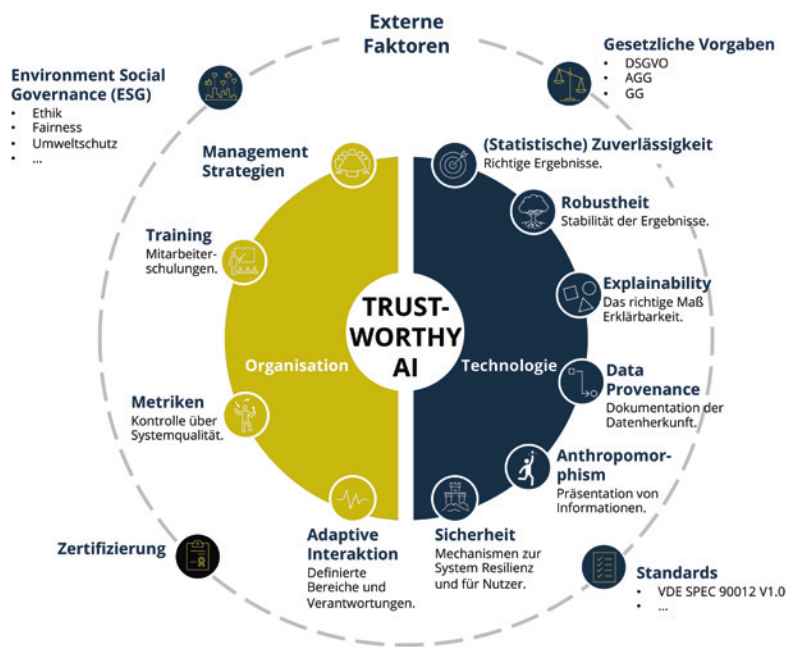 Externe
Faktoren
Environment Social
Governance (ESG)
• Ethik
• Fairness
• Umweltschutz
• ...
Gesetzliche Vorgaben
• DSGVO
• AGG
• GG
Management
Strategien
(Statistische) Zuverlässigkeit
Richtige Ergebnisse.
Robustheit
Stabilität der Ergebnisse.
Training
Mitarbeiter-
schulungen.
Explainability
Das richtige Maß
Erklärbarkeit.
TRUST-
WORTHY
AI
Organisation
Technologie
Data
Provenance
Dokumentation der
Datenherkunft.
Metriken
Kontrolle über
Systemqualität.
Anthropomor-
phism
Präsentation von
Informationen.
Adaptive
Interaktion
Definierte
Bereiche und
Verantwortungen.
Sicherheit
Mechanismen zur
System Resilienz
und für Nutzer.
Zertifizierung
Standards
• VDE SPEC 90012 V1.0
• ...